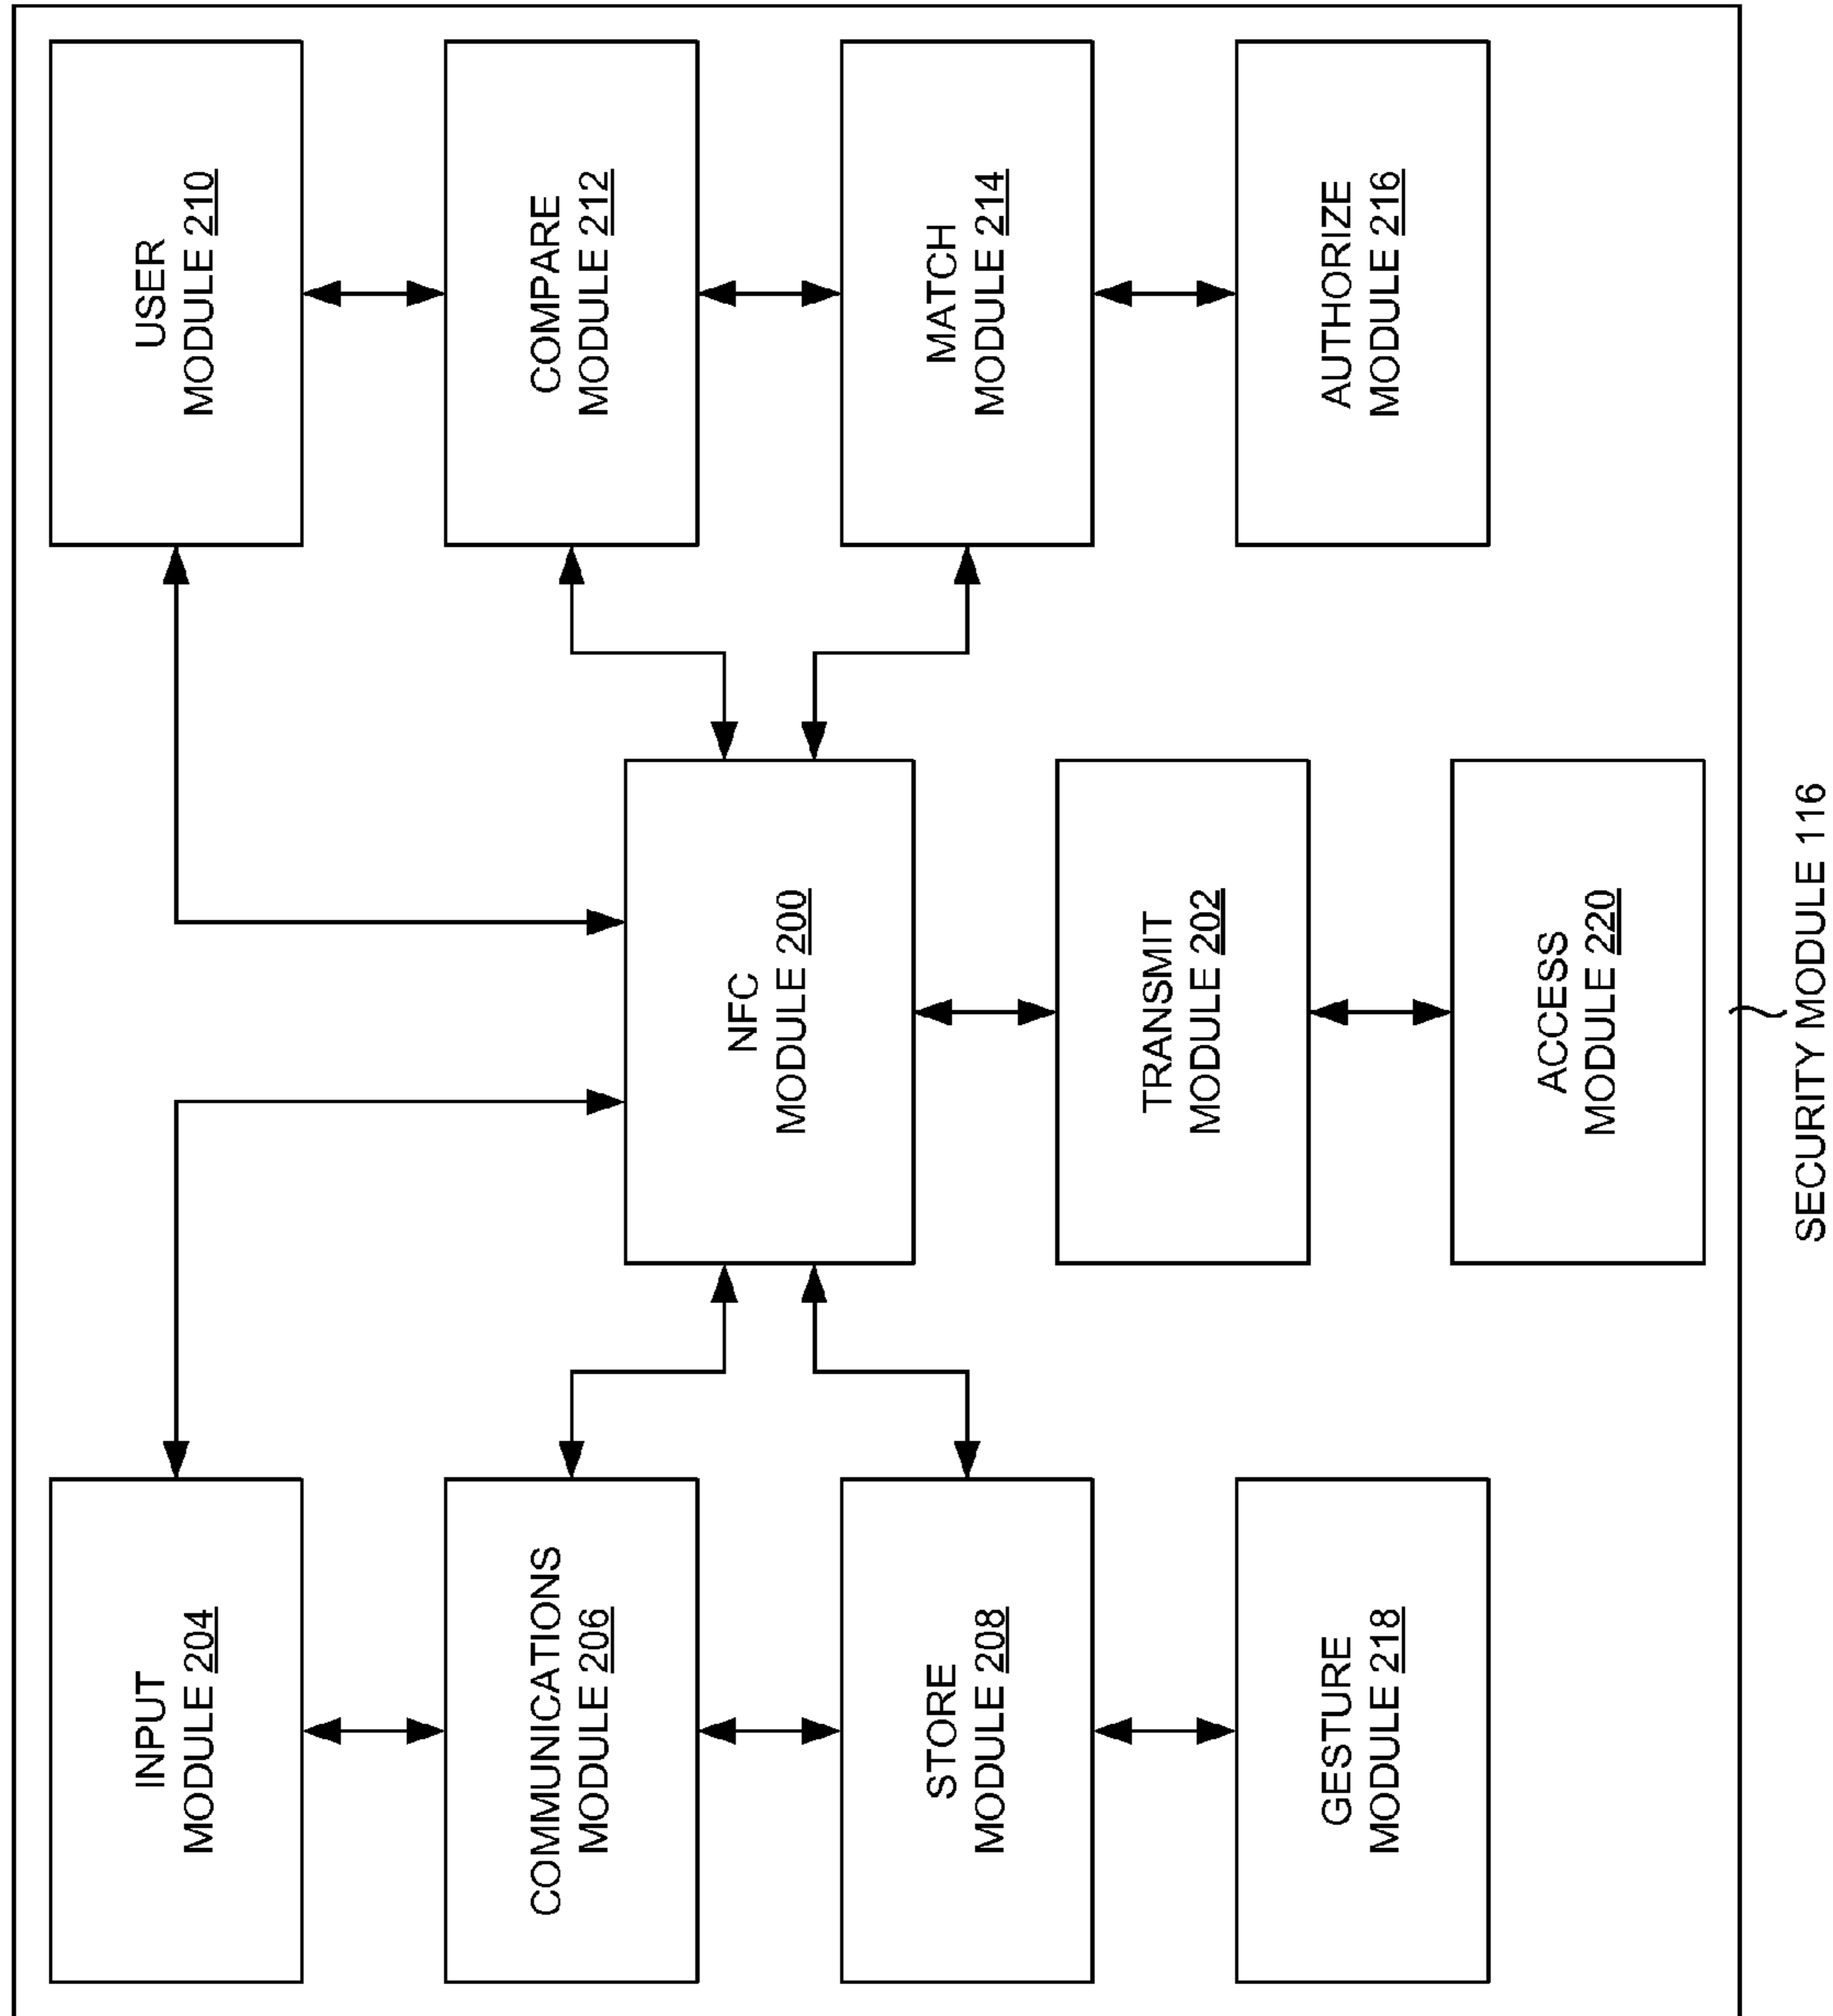 INPUT
MODULE 204
COMMUNICATIONS
MODULE 206
STORE
MODULE 208
GESTURE
MODULE 218
NFC
MODULE 200
TRANSMIT
MODULE 202
ACCESS
MODULE 220
USER
MODULE 210
COMPARE
MODULE 212
MATCH
MODULE 214
AUTHORIZE
MODULE 216
SECURITY MODULE 116